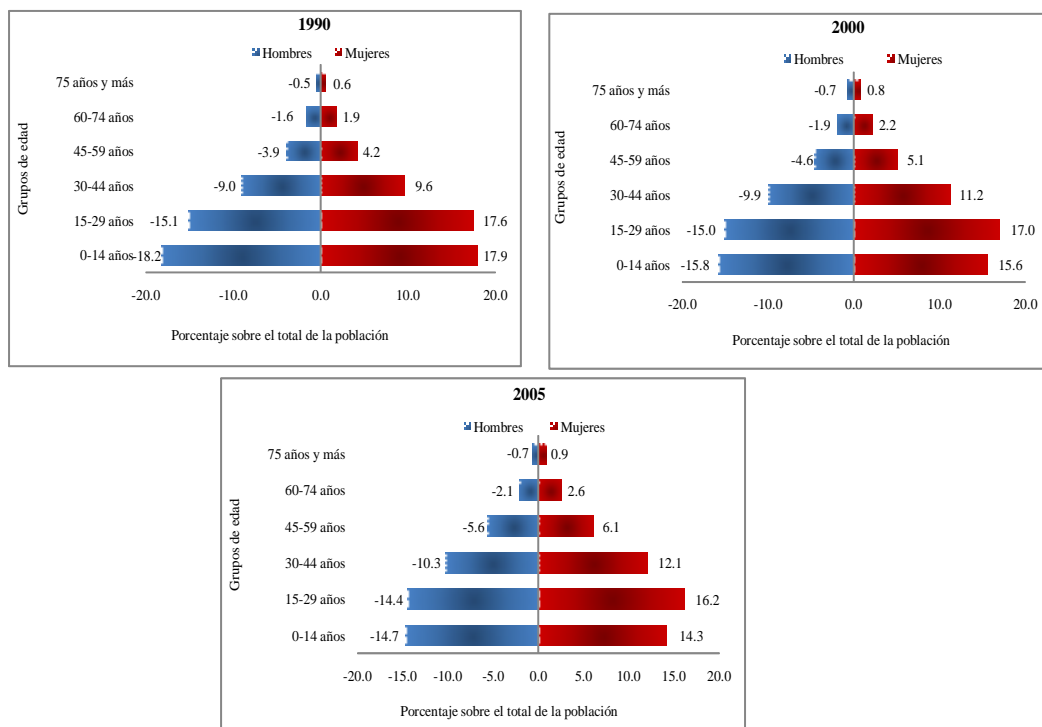 1990
Hombres Mujeres
Grupos de edad
75 años y más -0.5 0.6
60-74 años -1.6 1.9
45-59 años -3.9 4.2
30-44 años -9.0 9.6
15-29 años -15.1 17.6
0-14 años -18.2 17.9
-20.0 -10.0 0.0 10.0 20.0
Porcentaje sobre el total de la población
2000
Hombres Mujeres
Grupos de edad
75 años y más -0.7 0.8
60-74 años -1.9 2.2
45-59 años -4.6 5.1
30-44 años -9.9 11.2
15-29 años -15.0 17.0
0-14 años -15.8 15.6
-20.0 -10.0 0.0 10.0 20.0
Porcentaje sobre el total de la población
2005
Hombres Mujeres
Grupos de edad
75 años y más -0.7 0.9
60-74 años -2.1 2.6
45-59 años -5.6 6.1
30-44 años -10.3 12.1
15-29 años -14.4 16.2
0-14 años -14.7 14.3
-20.0 -15.0 -10.0 -5.0 0.0 5.0 10.0 15.0 20.0
Porcentaje sobre el total de la población